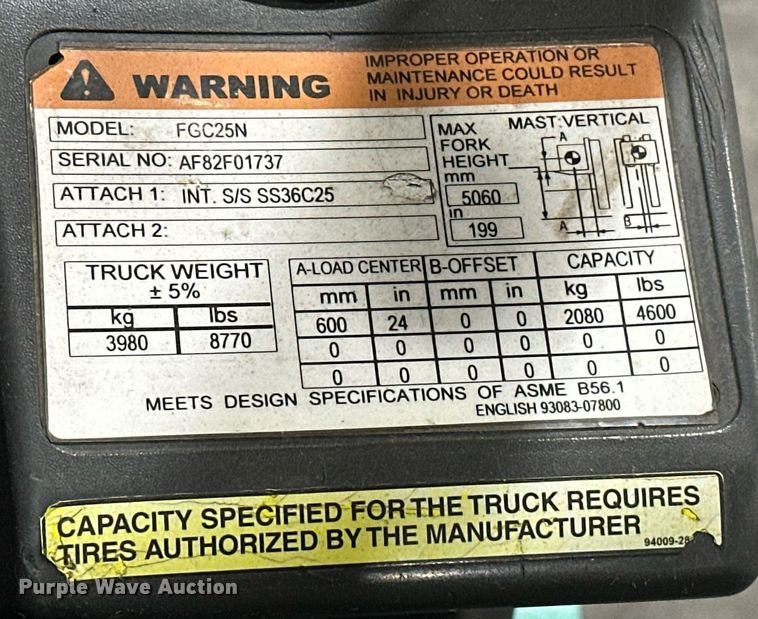 WARNING
IMPROPER OPERATION OR
MAINTENANCE COULD RESULT
IN INJURY OR DEATH
MODEL: FGC25N
SERIAL NO: AF82F01737
ATTACH 1: INT. S/S SS36C25
ATTACH 2:
MAX
FORK
HEIGHT
mm
5060
in
199
MAST:VERTICAL
A
A
B
TRUCK WEIGHT
± 5%
kg lbs
3980 8770
A-LOAD CENTER B-OFFSET CAPACITY
mm in mm in kg lbs
600 24 0 0 2080 4600
0 0 0 0 0 0
0 0 0 0 0 0
MEETS DESIGN SPECIFICATIONS OF ASME B56.1
ENGLISH 93083-07800
CAPACITY SPECIFIED FOR THE TRUCK REQUIRES
TIRES AUTHORIZED BY THE MANUFACTURER
94009-28
Purple Wave Auction